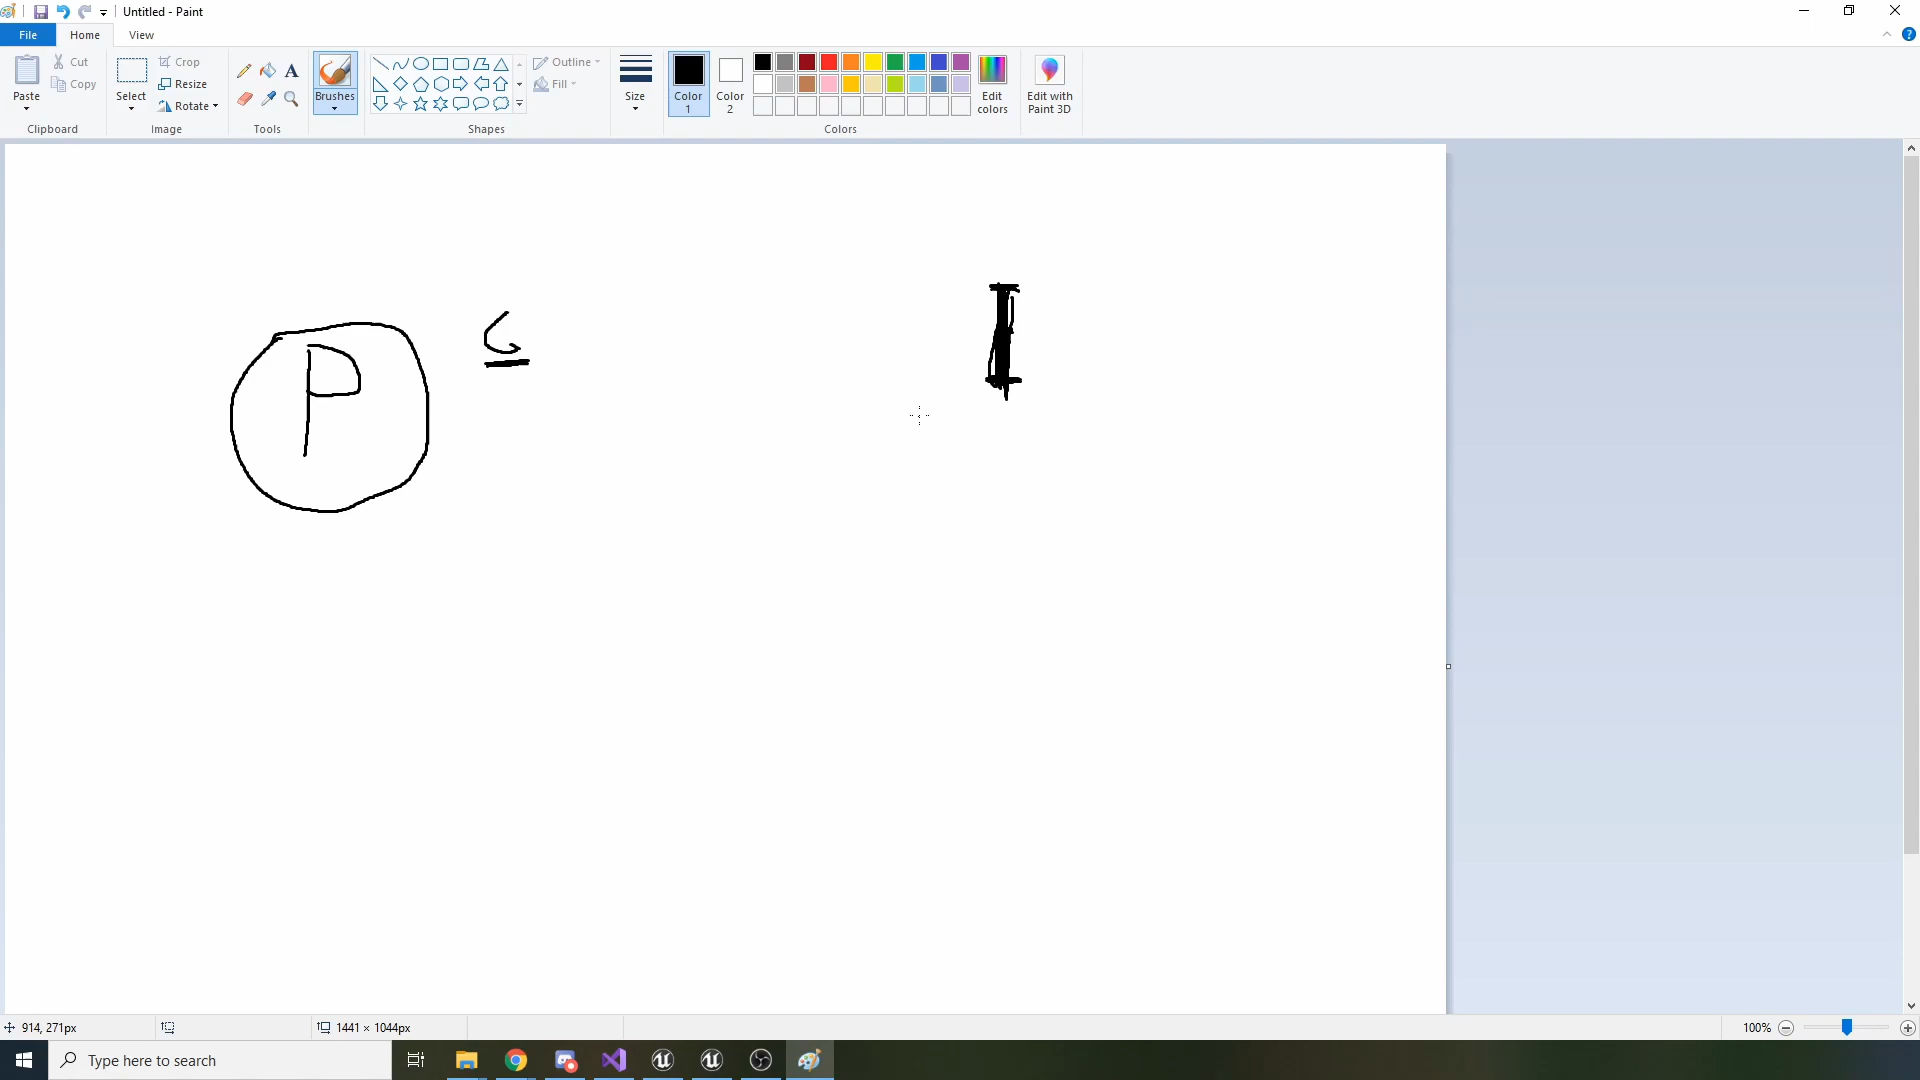 Untitled - Paint
File Home View
Paste
Cut
Copy
Clipboard
Select
Crop
Resize
Rotate
Image
A
Tools
Brushes
Outline
Fill
Shapes
Size
Color 1
Color 2
Edit colors
Colors
Edit with Paint 3D
P
I
914, 271px
1441 × 1044px
100%
Type here to search